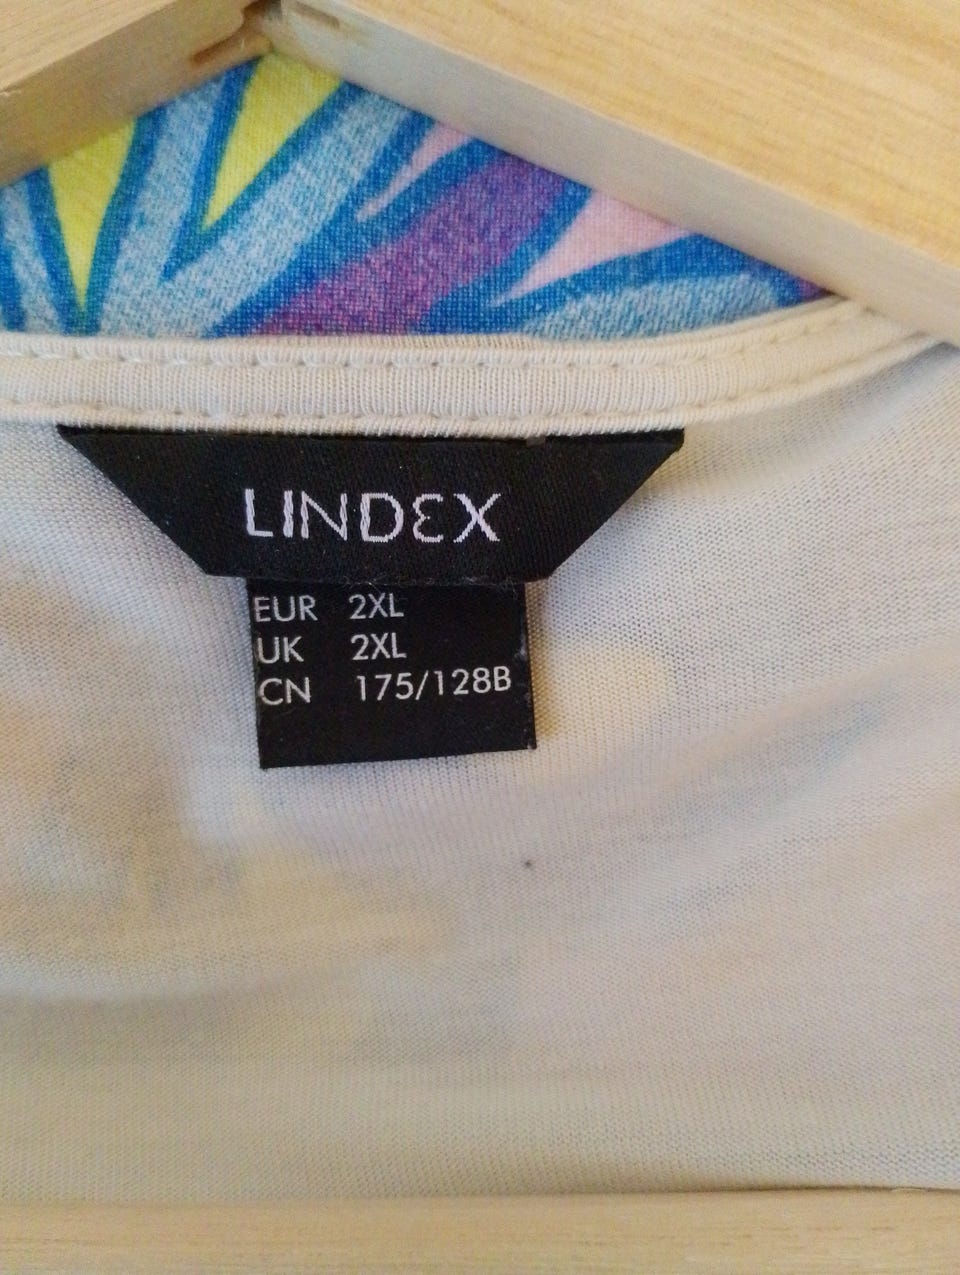 LINDEX
EUR 2XL
UK 2XL
CN 175/128B